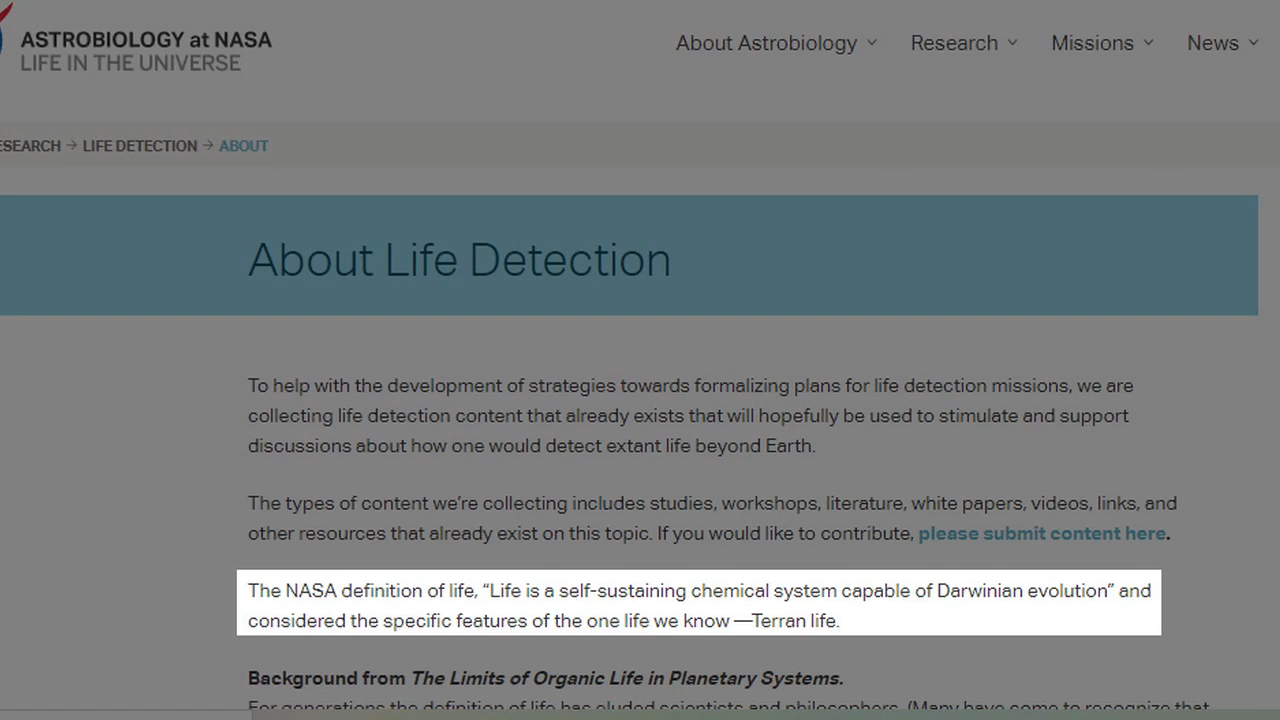 ASTROBIOLOGY at NASA
LIFE IN THE UNIVERSE
About Astrobiology
Research
Missions
News
ESEARCH → LIFE DETECTION → ABOUT
About Life Detection
To help with the development of strategies towards formalizing plans for life detection missions, we are
collecting life detection content that already exists that will hopefully be used to stimulate and support
discussions about how one would detect extant life beyond Earth.
The types of content we're collecting includes studies, workshops, literature, white papers, videos, links, and
other resources that already exist on this topic. If you would like to contribute, please submit content here.
The NASA definition of life, “Life is a self-sustaining chemical system capable of Darwinian evolution” and
considered the specific features of the one life we know —Terran life.
Background from The Limits of Organic Life in Planetary Systems.
For generations the definition of life has eluded scientists and philosophers. (Many have come to recognize that